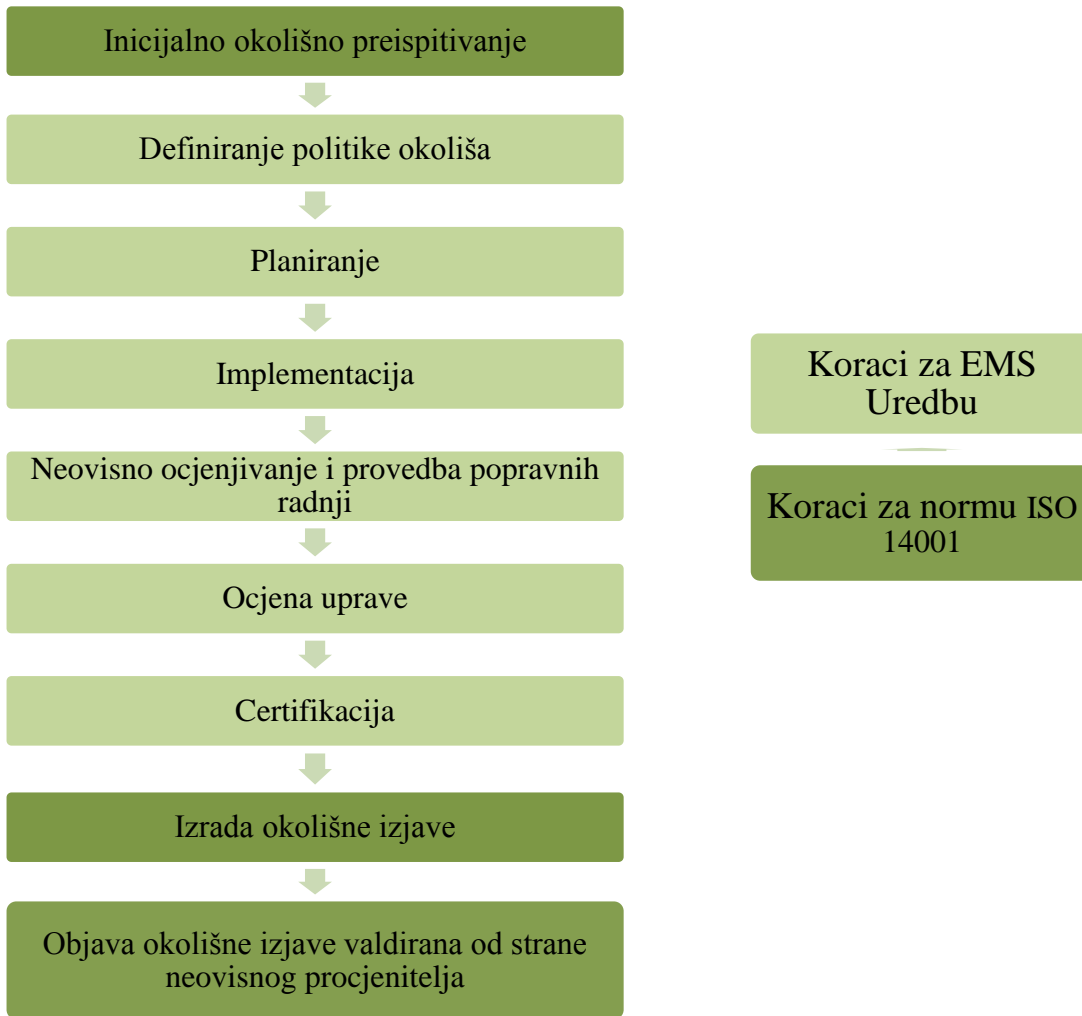 Inicijalno okolišno preispitivanje
Definiranje politike okoliša
Planiranje
Implementacija
Neovisno ocjenjivanje i provedba popravnih
radnji
Ocjena uprave
Certifikacija
Izrada okolišne izjave
Objava okolišne izjave valdirana od strane
neovisnog procjenitelja
Koraci za EMS
Uredbu
Koraci za normu ISO
14001